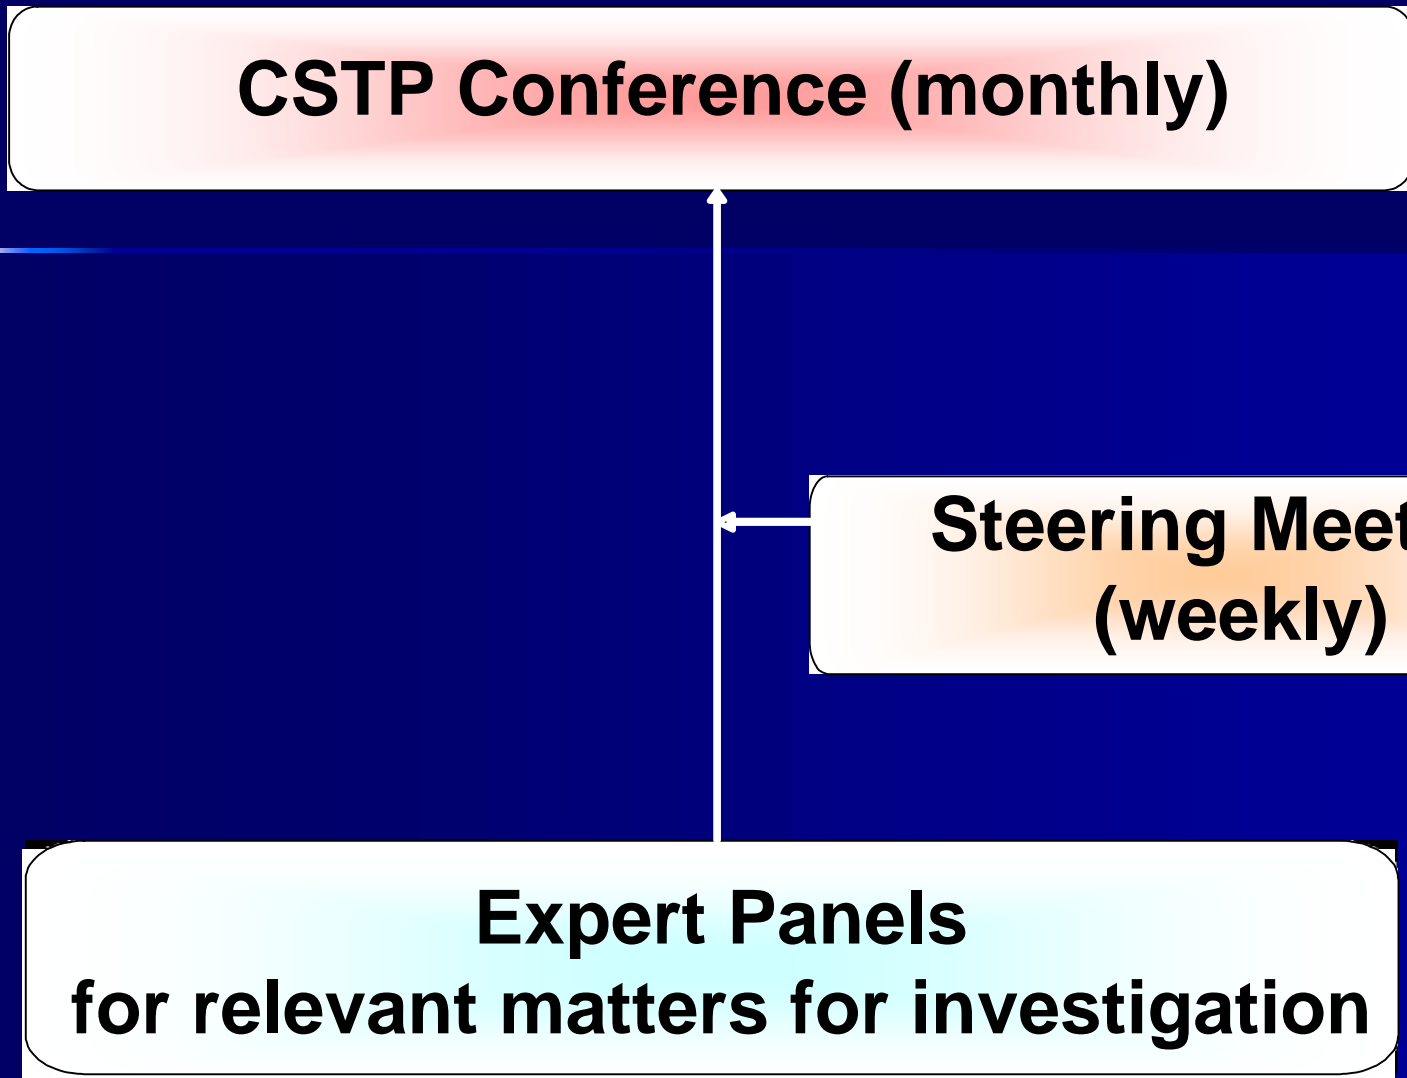 CSTP Conference (monthly)
Steering Meet
(weekly)
Expert Panels
for relevant matters for investigation